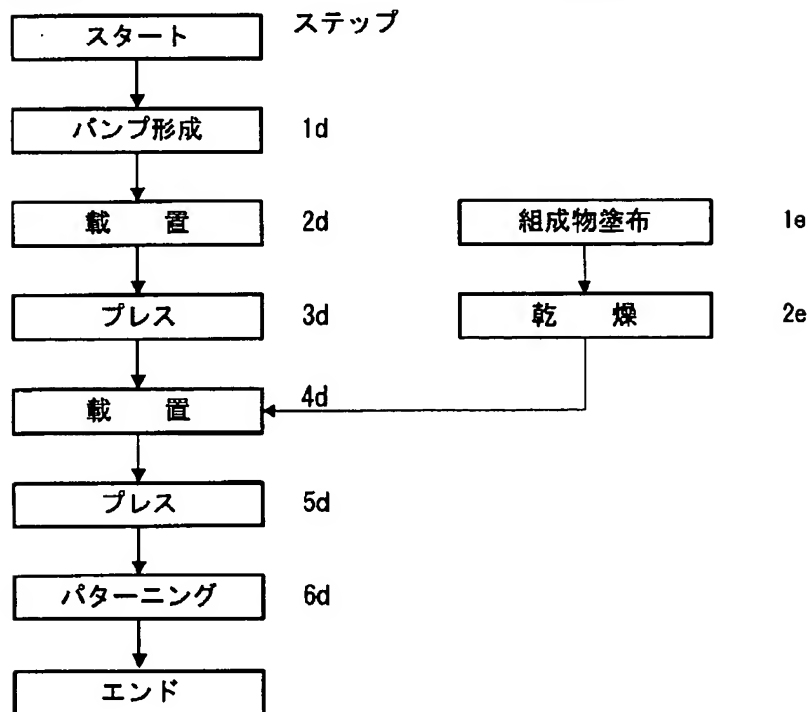 スタート ステップ
バンプ形成 1d
載 置 2d 組成物塗布 1e
プレス 3d 乾 燥 2e
載 置 4d
プレス 5d
パターニング 6d
エンド